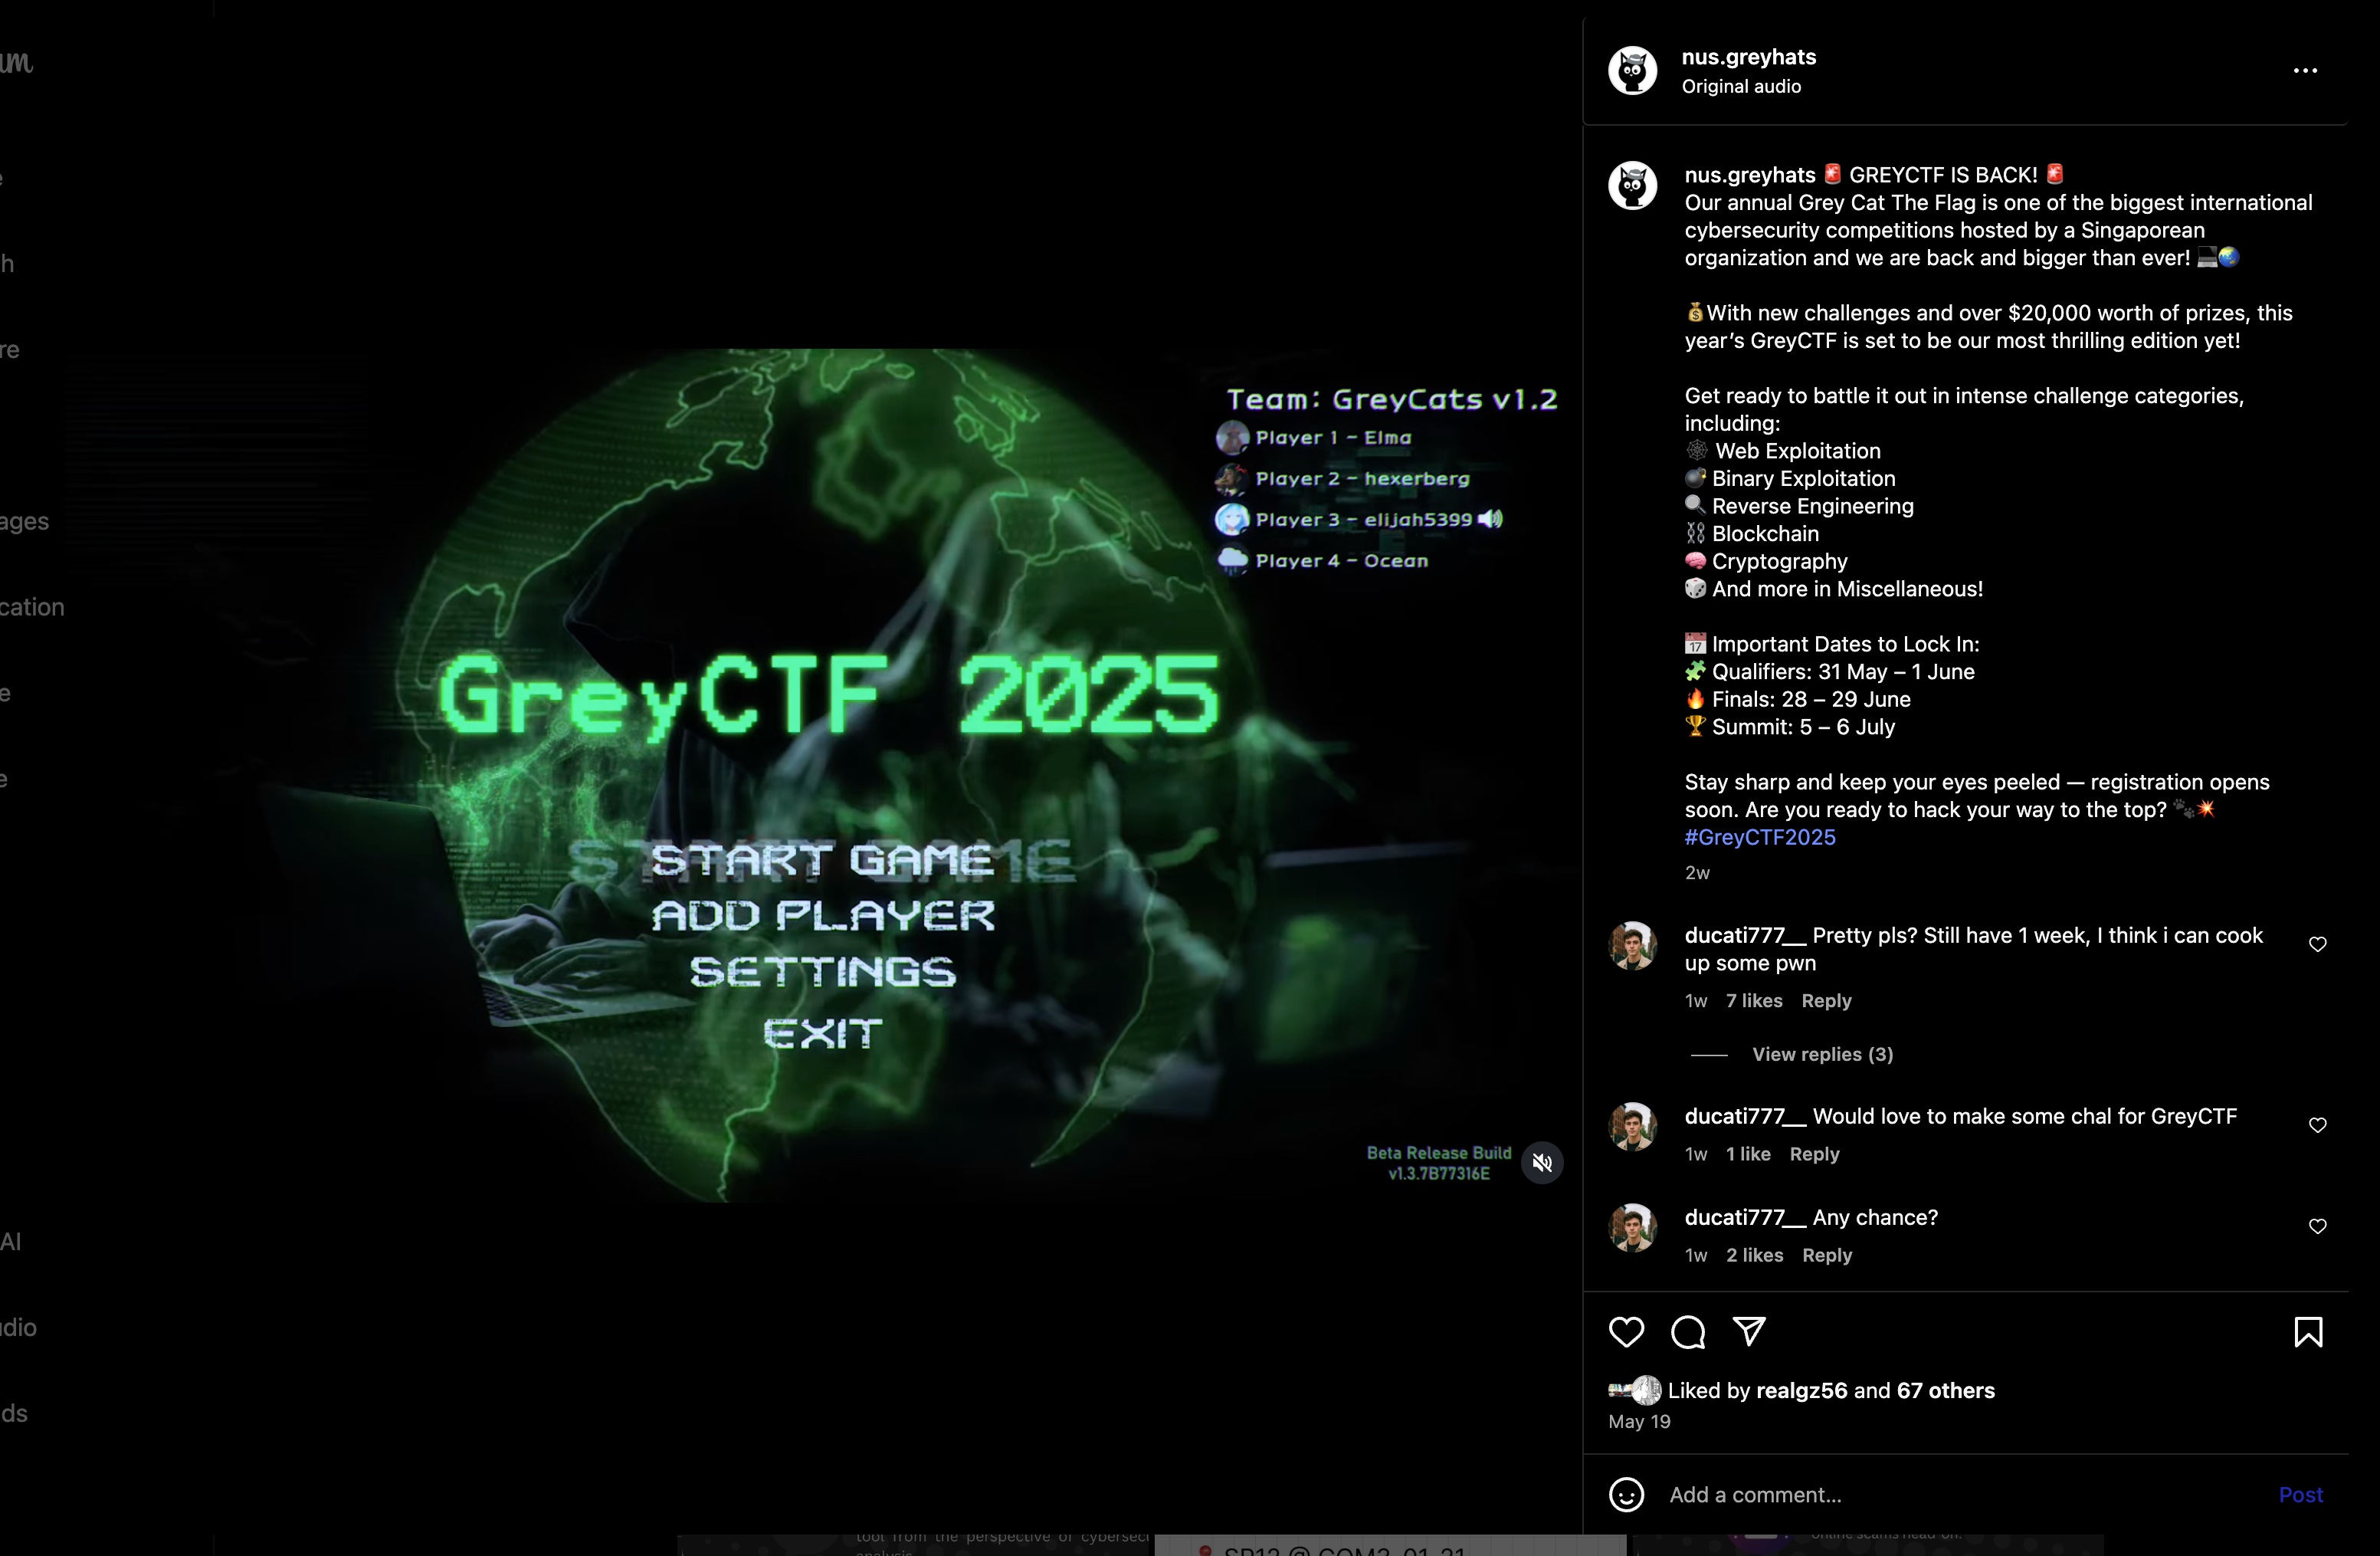 nus.greyhats
Original audio
Team: GreyCats v1.2
Player 1 - Elma
Player 2 - hexerberg
Player 3 - elijah5399
Player 4 - Ocean
GreyCTF 2025
START GAME
START GAME
ADD PLAYER
SETTINGS
EXIT
Beta Release Build
v1.3.7B77316E
nus.greyhats 🚨 GREYCTF IS BACK! 🚨
Our annual Grey Cat The Flag is one of the biggest international
cybersecurity competitions hosted by a Singaporean
organization and we are back and bigger than ever! 💻🌏
💰With new challenges and over $20,000 worth of prizes, this
year’s GreyCTF is set to be our most thrilling edition yet!
Get ready to battle it out in intense challenge categories,
including:
🕸 Web Exploitation
💣 Binary Exploitation
🔍 Reverse Engineering
⛓ Blockchain
🧠 Cryptography
🎲 And more in Miscellaneous!
📅 Important Dates to Lock In:
🧩 Qualifiers: 31 May – 1 June
🔥 Finals: 28 – 29 June
🏆 Summit: 5 – 6 July
Stay sharp and keep your eyes peeled — registration opens
soon. Are you ready to hack your way to the top? 🐾💥
#GreyCTF2025
2w
ducati777__ Pretty pls? Still have 1 week, I think i can cook
up some pwn
1w 7 likes Reply
View replies (3)
ducati777__ Would love to make some chal for GreyCTF
1w 1 like Reply
ducati777__ Any chance?
1w 2 likes Reply
Liked by realgz56 and 67 others
May 19
Add a comment...
Post
am
e
h
re
ages
cation
e
e
AI
udio
ds
tool from the perspective of cybersec